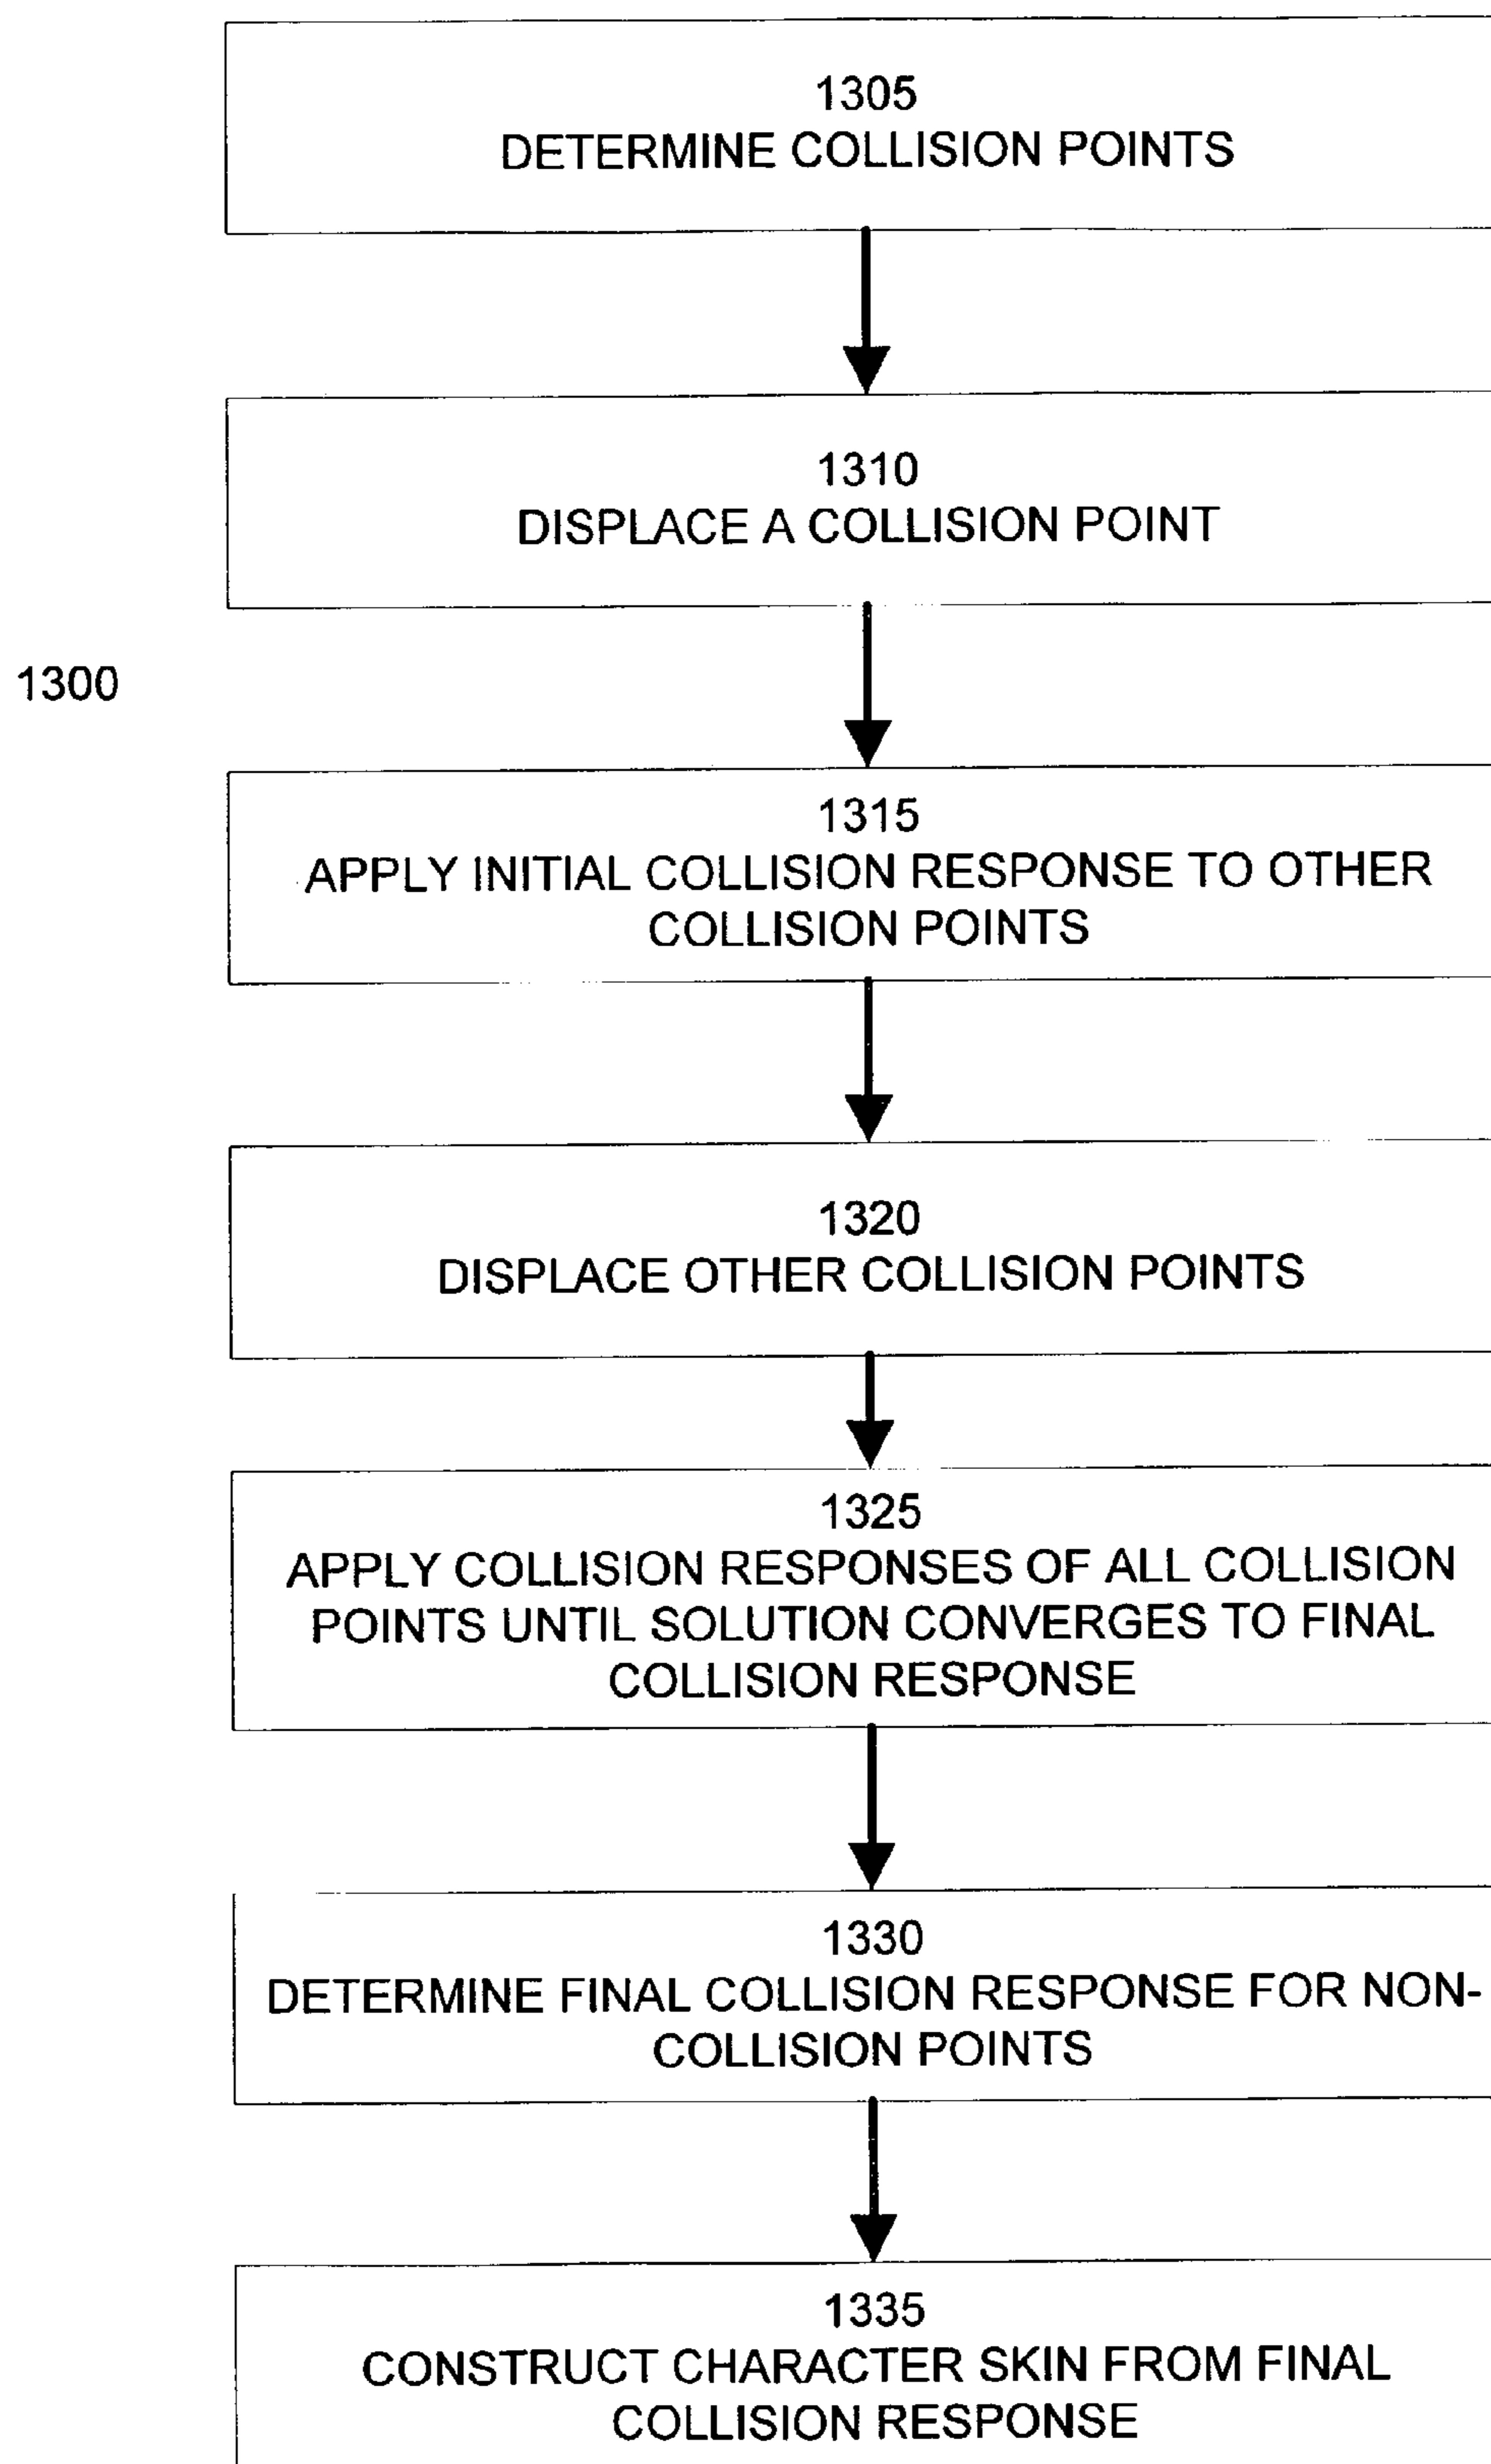 1305
DETERMINE COLLISION POINTS
1310
DISPLACE A COLLISION POINT
1300
1315
APPLY INITIAL COLLISION RESPONSE TO OTHER
COLLISION POINTS
1320
DISPLACE OTHER COLLISION POINTS
1325
APPLY COLLISION RESPONSES OF ALL COLLISION
POINTS UNTIL SOLUTION CONVERGES TO FINAL
COLLISION RESPONSE
1330
DETERMINE FINAL COLLISION RESPONSE FOR NON-
COLLISION POINTS
1335
CONSTRUCT CHARACTER SKIN FROM FINAL
COLLISION RESPONSE